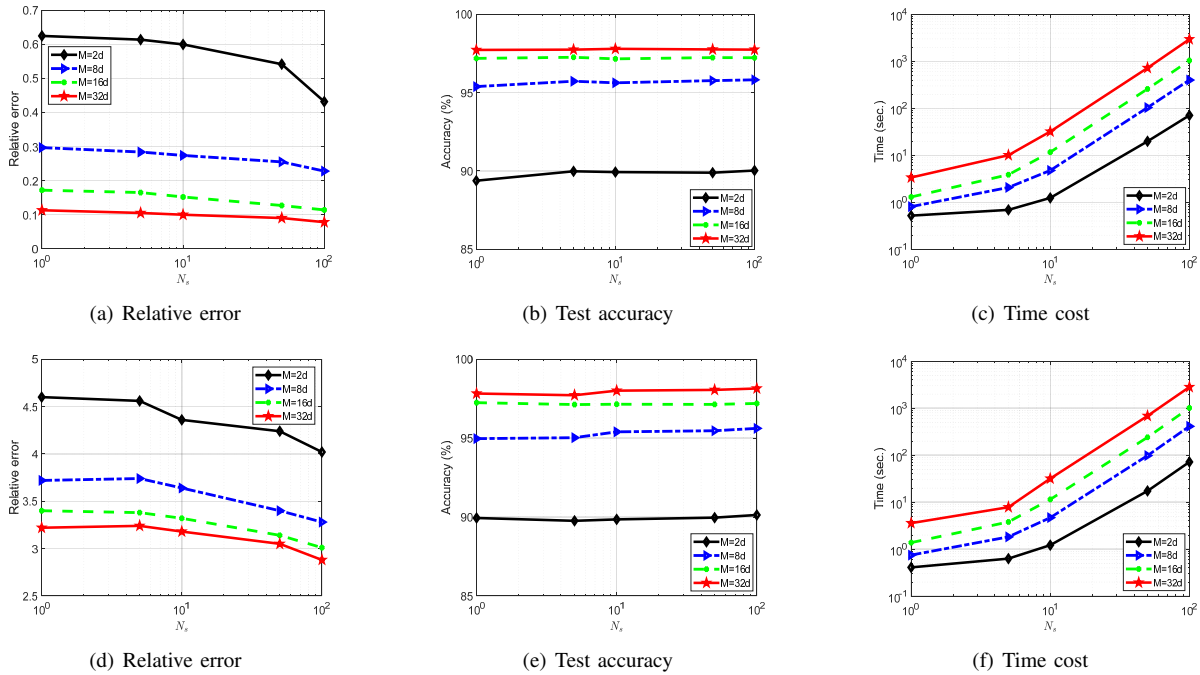 0.7
0.6
0.5
0.4
0.3
0.2
0.1
0
Relative error
M=2d
M=8d
M=16d
M=32d
10^0
10^1
10^2
N_s
(a) Relative error
100
95
90
85
Accuracy (%)
M=2d
M=8d
M=16d
M=32d
10^0
10^1
10^2
N_s
(b) Test accuracy
10^4
10^3
10^2
10^1
10^0
10^-1
Time (sec.)
M=2d
M=8d
M=16d
M=32d
10^0
10^1
10^2
N_s
(c) Time cost
5
4.5
4
3.5
3
2.5
Relative error
M=2d
M=8d
M=16d
M=32d
10^0
10^1
10^2
N_s
(d) Relative error
100
95
90
85
Accuracy (%)
M=2d
M=8d
M=16d
M=32d
10^0
10^1
10^2
N_s
(e) Test accuracy
10^4
10^3
10^2
10^1
10^0
10^-1
Time (sec.)
M=2d
M=8d
M=16d
M=32d
10^0
10^1
10^2
N_s
(f) Time cost